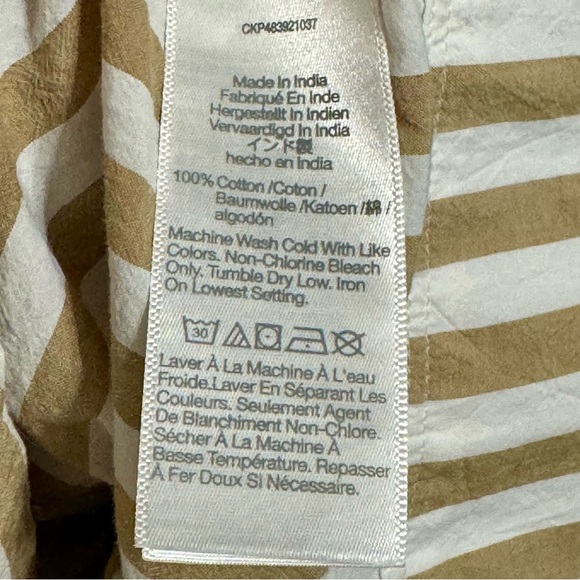 CKP483921037
Made In India
Fabriqué En Inde
Hergestellt In Indien
Vervaardigd In India
インド製
hecho en India
100% Cotton /Coton /
Baumwolle /Katoen /綿 /
algodón
Machine Wash Cold With Like
Colors. Non-Chlorine Bleach
Only. Tumble Dry Low. Iron
On Lowest Setting.
30
Laver À La Machine À L'eau
Froide.Laver En Séparant Les
Couleurs. Seulement Agent
De Blanchiment Non-Chlore.
Sécher À La Machine À
Basse Température. Repasser
À Fer Doux SI Nécessaire.